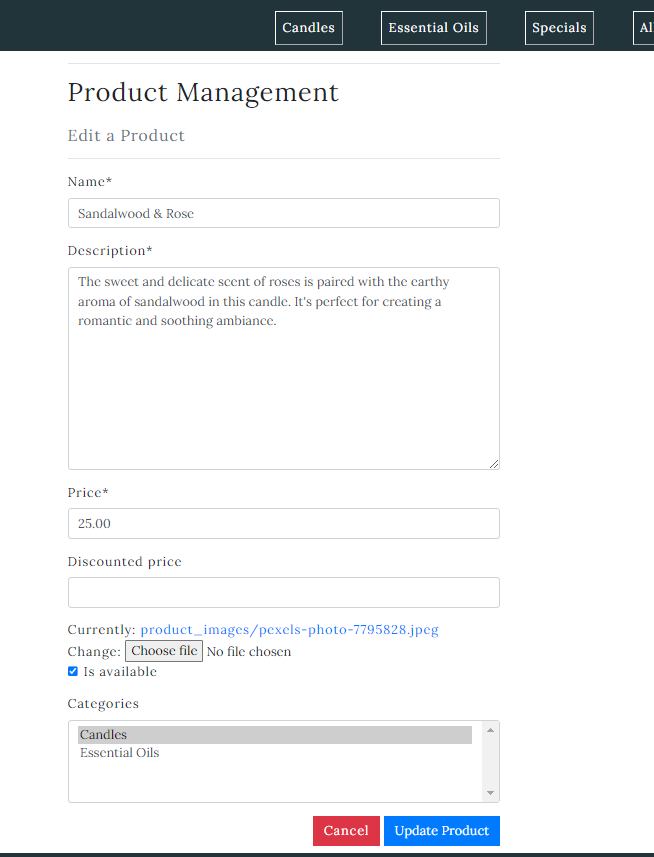 Candles
Essential Oils
Specials
Al
Product Management
Edit a Product
Name*
Sandalwood & Rose
Description*
The sweet and delicate scent of roses is paired with the earthy
aroma of sandalwood in this candle. It's perfect for creating a
romantic and soothing ambiance.
Price*
25.00
Discounted price
Currently: product_images/pexels-photo-7795828.jpeg
Change: Choose file No file chosen
Is available
Categories
Candles
Essential Oils
Cancel Update Product